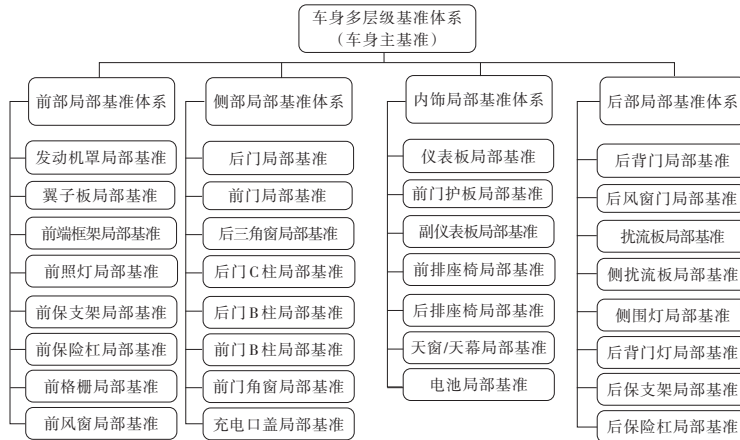 车身多层级基准体系
（车身主基准）
前部局部基准体系
发动机罩局部基准
翼子板局部基准
前端框架局部基准
前照灯局部基准
前保支架局部基准
前保险杠局部基准
前格栅局部基准
前风窗局部基准
侧部局部基准体系
后门局部基准
前门局部基准
后三角窗局部基准
后门C柱局部基准
后门B柱局部基准
前门B柱局部基准
前门角窗局部基准
充电口盖局部基准
内饰局部基准体系
仪表板局部基准
前门护板局部基准
副仪表板局部基准
前排座椅局部基准
后排座椅局部基准
天窗/天幕局部基准
电池局部基准
后部局部基准体系
后背门局部基准
后风窗门局部基准
扰流板局部基准
侧扰流板局部基准
侧围灯局部基准
后背门灯局部基准
后保支架局部基准
后保险杠局部基准